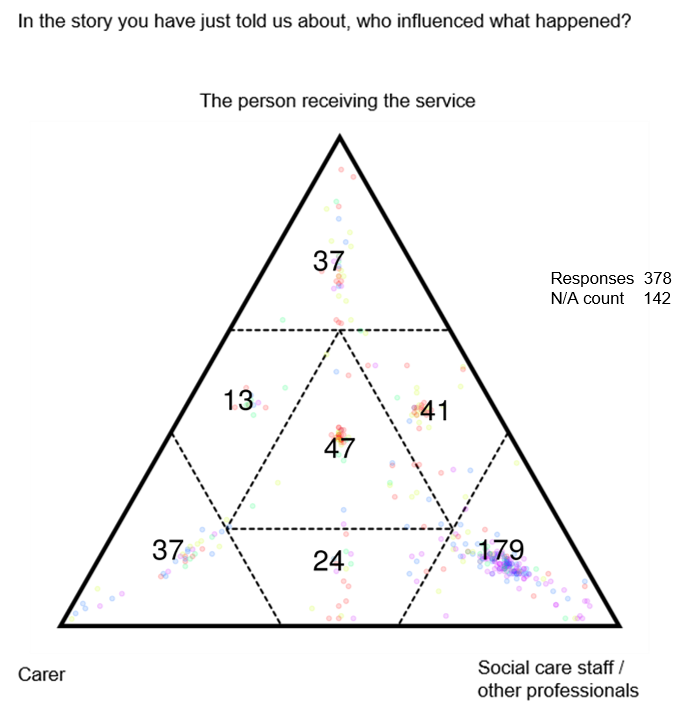 In the story you have just told us about, who influenced what happened?
The person receiving the service
37
Responses 378
N/A count 142
13
41
47
37
24
179
Carer
Social care staff /
other professionals